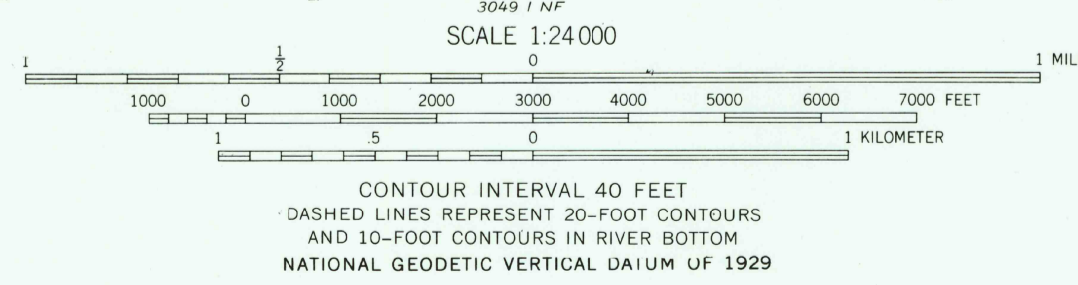 3049 I NF
SCALE 1:24 000
1 1/2 0 1 MIL
1000 0 1000 2000 3000 4000 5000 6000 7000 FEET
1 .5 0 1 KILOMETER
CONTOUR INTERVAL 40 FEET
DASHED LINES REPRESENT 20-FOOT CONTOURS
AND 10-FOOT CONTOURS IN RIVER BOTTOM
NATIONAL GEODETIC VERTICAL DATUM OF 1929